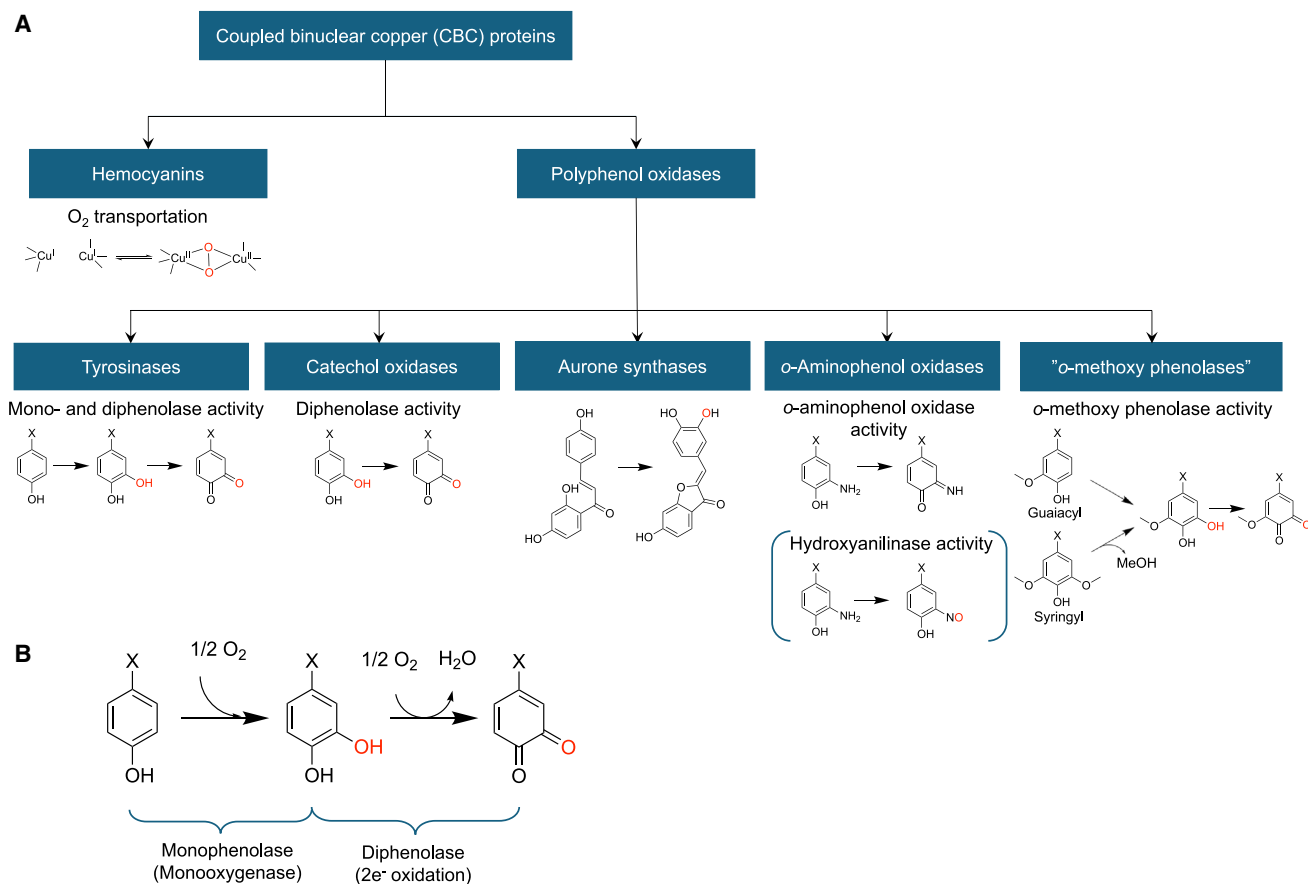 A
Coupled binuclear copper (CBC) proteins
Hemocyanins
Polyphenol oxidases
O₂ transportation
Cuᴵ
Cuᴵ
Cuᴵᴵ
O
O
Cuᴵᴵ
Tyrosinases
Catechol oxidases
Aurone synthases
o-Aminophenol oxidases
"o-methoxy phenolases"
Mono- and diphenolase activity
X
OH
X
OH
OH
X
O
O
Diphenolase activity
X
OH
OH
X
O
O
OH
OH
O
HO
HO
OH
O
O
HO
o-aminophenol oxidase
activity
X
NH₂
OH
X
NH
O
Hydroxyanilinase activity
X
NH₂
OH
X
NO
OH
o-methoxy phenolase activity
X
O
OH
Guaiacyl
X
O
O
OH
Syringyl
MeOH
X
O
OH
OH
X
O
O
O
B
X
OH
1/2 O₂
X
OH
OH
1/2 O₂
H₂O
X
O
O
Monophenolase
(Monooxygenase)
Diphenolase
(2e⁻ oxidation)